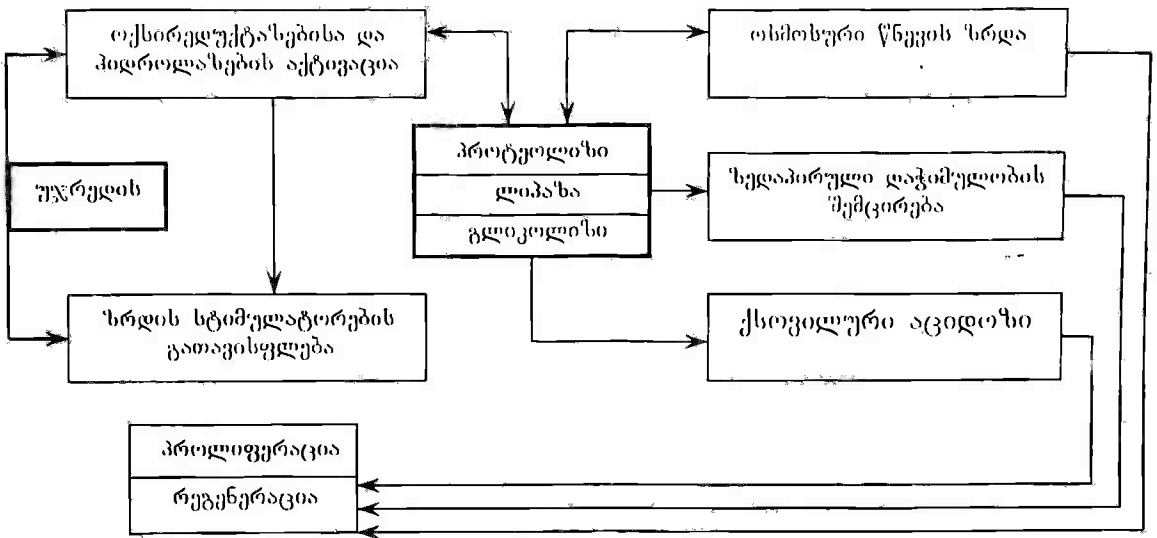 ოქსირედუქტაზებისა და
ჰიდროლაზების აქტივაცია
ოსმოსური წნევის ზრდა
პროტეოლიზი
ლიპაზა
გლიკოლიზი
უჯრედის
ზედაპირული დაჭიმულობის
შემცირება
ზრდის სტიმულატორების
გათავისფლება
ქსოვილური აციდოზი
პროლიფერაცია
რეგენერაცია